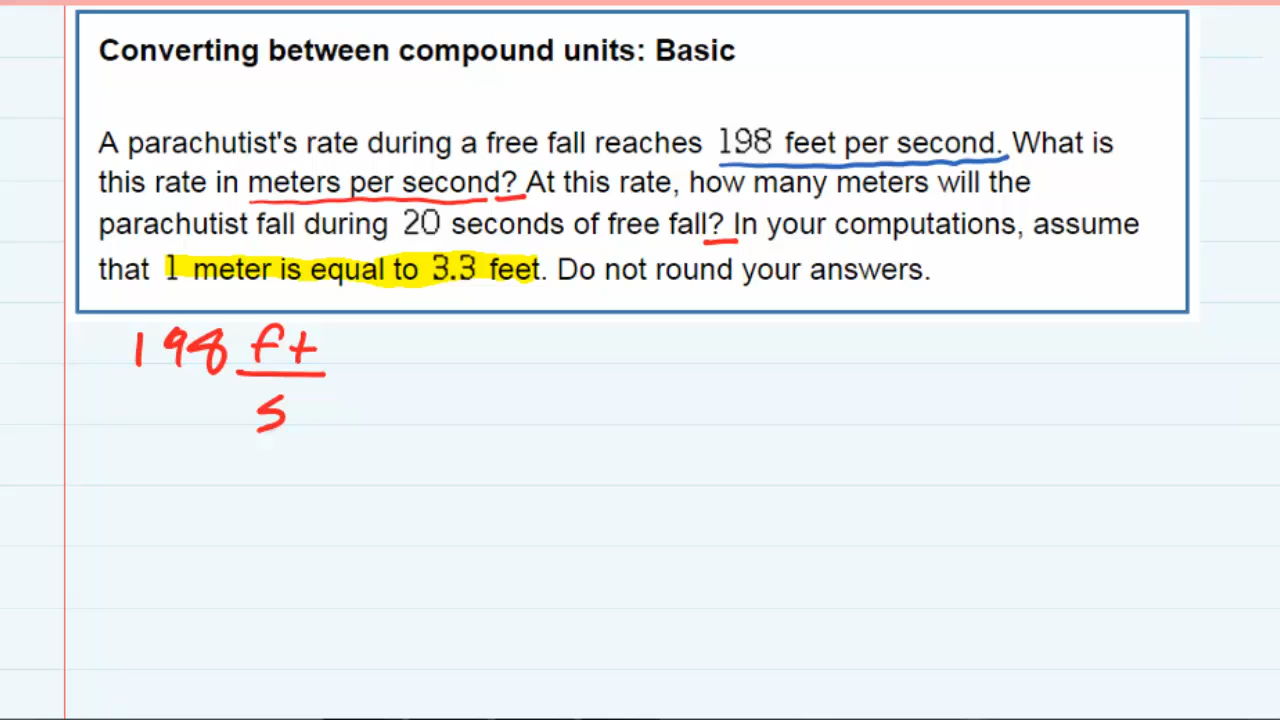 Converting between compound units: Basic
A parachutist's rate during a free fall reaches 198 feet per second. What is
this rate in meters per second? At this rate, how many meters will the
parachutist fall during 20 seconds of free fall? In your computations, assume
that 1 meter is equal to 3.3 feet. Do not round your answers.
198 ft
s